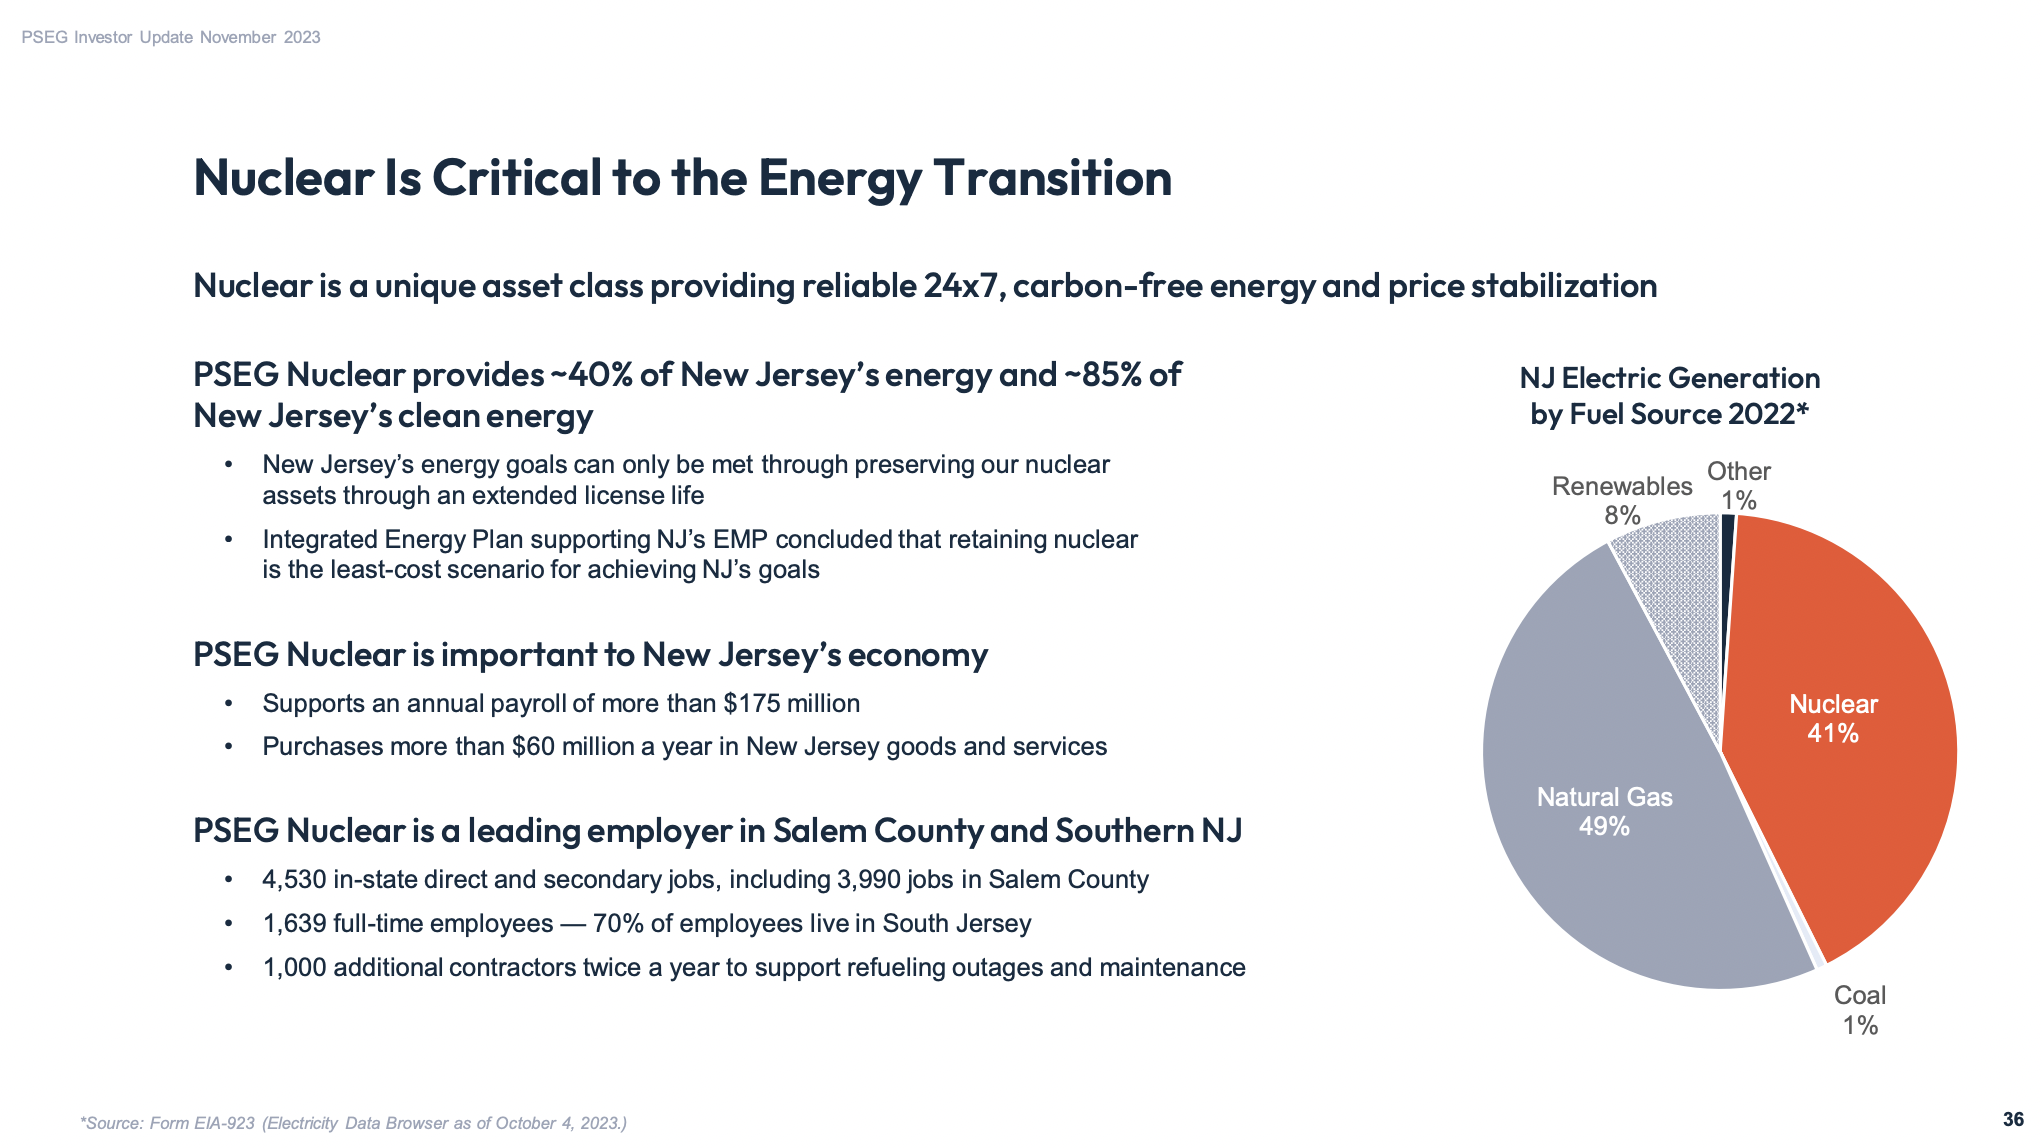 PSEG Investor Update November 2023
Nuclear Is Critical to the Energy Transition
Nuclear is a unique asset class providing reliable 24x7, carbon-free energy and price stabilization
PSEG Nuclear provides ~40% of New Jersey’s energy and ~85% of
New Jersey’s clean energy
• New Jersey’s energy goals can only be met through preserving our nuclear
assets through an extended license life
• Integrated Energy Plan supporting NJ’s EMP concluded that retaining nuclear
is the least-cost scenario for achieving NJ’s goals
PSEG Nuclear is important to New Jersey’s economy
• Supports an annual payroll of more than $175 million
• Purchases more than $60 million a year in New Jersey goods and services
PSEG Nuclear is a leading employer in Salem County and Southern NJ
• 4,530 in-state direct and secondary jobs, including 3,990 jobs in Salem County
• 1,639 full-time employees — 70% of employees live in South Jersey
• 1,000 additional contractors twice a year to support refueling outages and maintenance
NJ Electric Generation
by Fuel Source 2022*
Renewables
8%
Other
1%
Nuclear
41%
Natural Gas
49%
Coal
1%
*Source: Form EIA-923 (Electricity Data Browser as of October 4, 2023.)
36